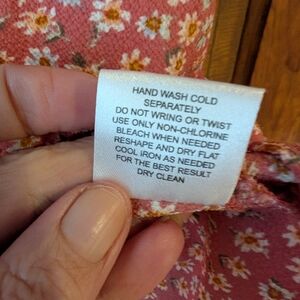 HAND WASH COLD
SEPARATELY
DO NOT WRING OR TWIST
USE ONLY NON-CHLORINE
BLEACH WHEN NEEDED
RESHAPE AND DRY FLAT
COOL IRON AS NEEDED
FOR THE BEST RESULT
DRY CLEAN